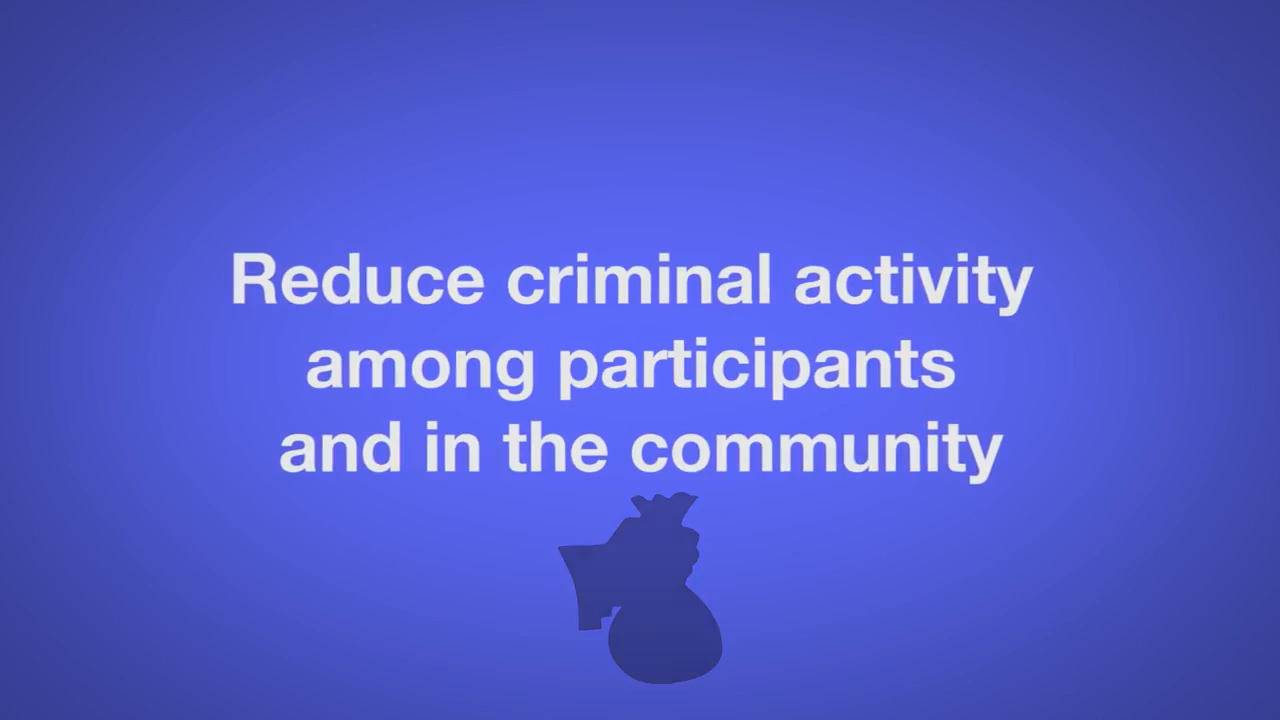 Reduce criminal activity
among participants
and in the community